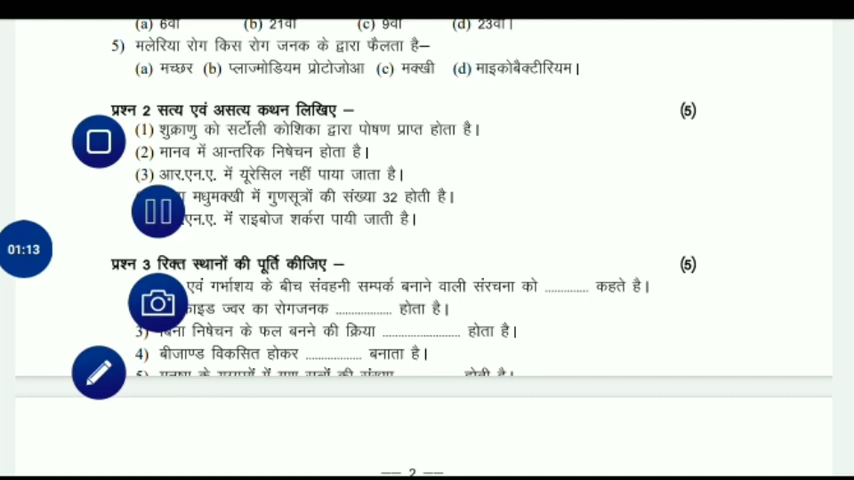 (a) 6वां (b) 21वां (c) 9वां (d) 23वां |
5) मलेरिया रोग किस रोग जनक के द्वारा फैलता है–
(a) मच्छर (b) प्लाज्मोडियम प्रोटोजोआ (c) मक्खी (d) माइकोबैक्टीरियम |
प्रश्न 2 सत्य एवं असत्य कथन लिखिए – (5)
(1) शुक्राणु को सर्टोली कोशिका द्वारा पोषण प्राप्त होता है |
(2) मानव में आन्तरिक निषेचन होता है |
(3) आर.एन.ए. में यूरेसिल नहीं पाया जाता है |
मधुमक्खी में गुणसूत्रों की संख्या 32 होती है |
एन.ए. में राइबोज शर्करा पायी जाती है |
01:13
प्रश्न 3 रिक्त स्थानों की पूर्ति कीजिए – (5)
एवं गर्भाशय के बीच संवहनी सम्पर्क बनाने वाली संरचना को .............. कहते है |
काइड ज्वर का रोगजनक ................... होता है |
3) बिना निषेचन के फल बनने की क्रिया .......................... होता है |
4) बीजाण्ड विकसित होकर ................... बनाता है |
5) गुण सूत्रों की संख्या होती है |
— 2 —